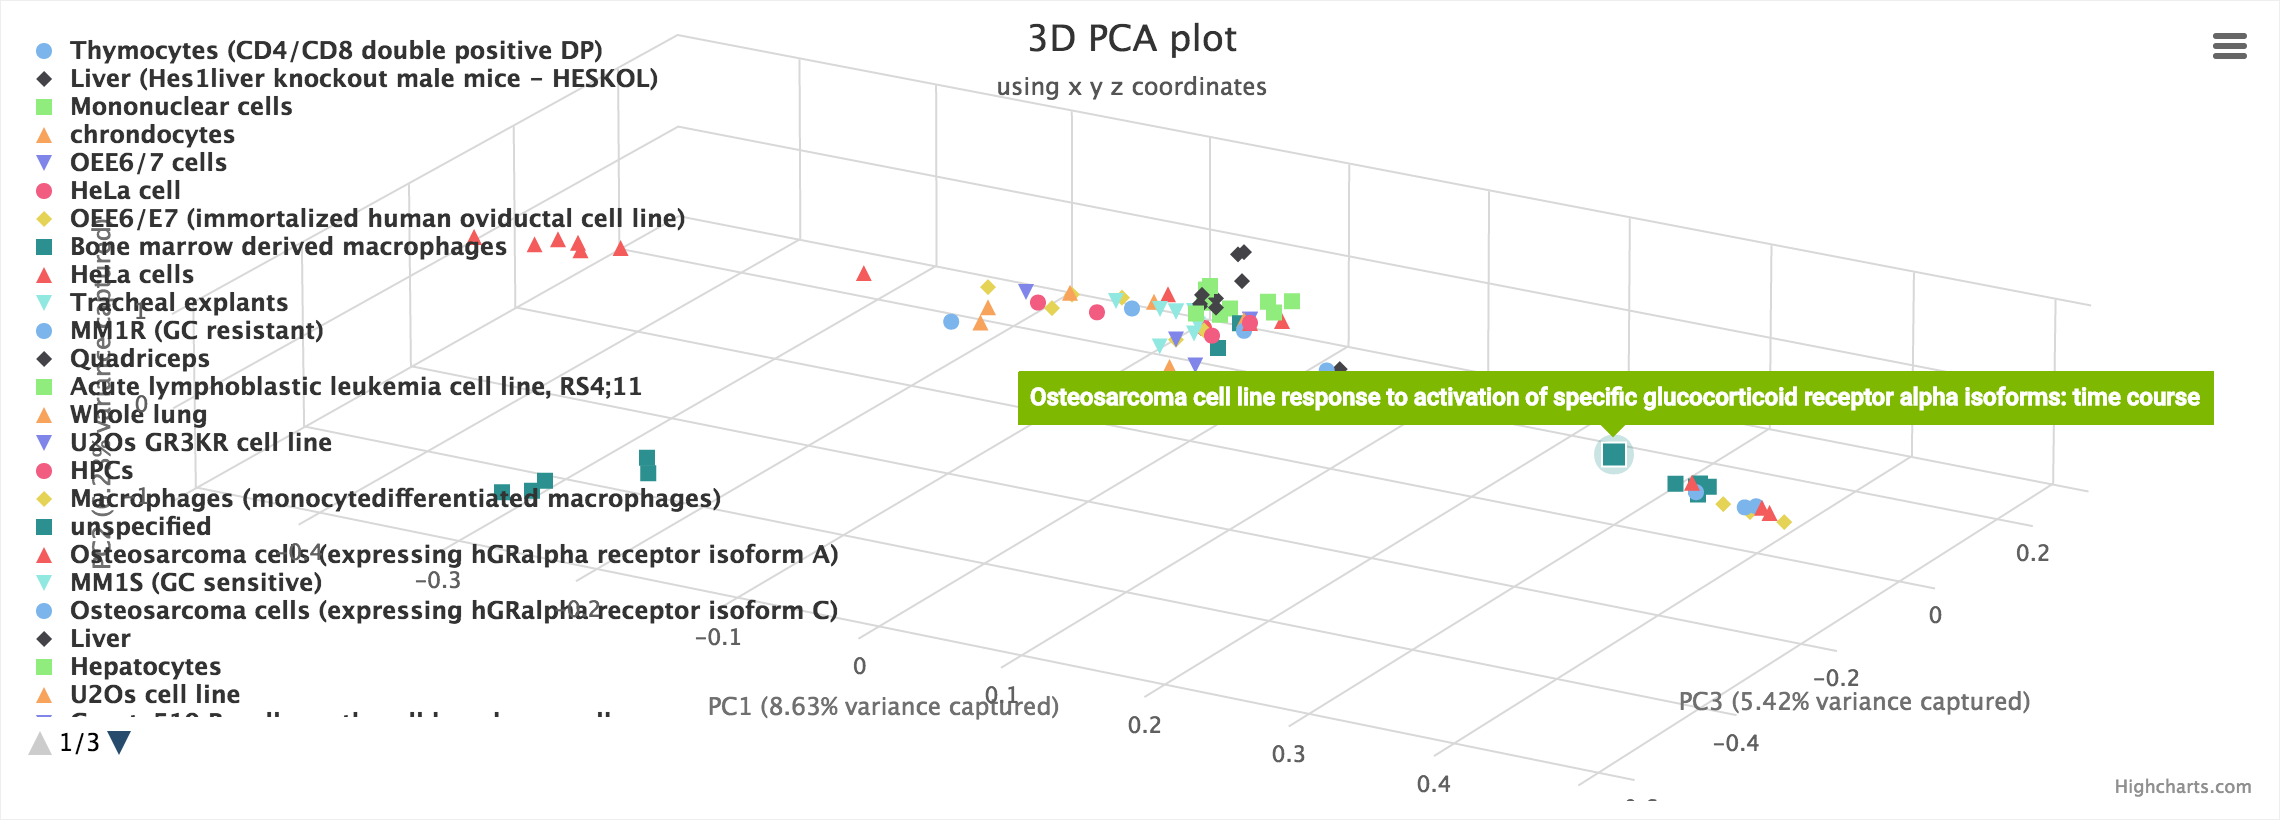 3D PCA plot
using x y z coordinates
Thymocytes (CD4/CD8 double positive DP)
Liver (Hes1liver knockout male mice - HESKOL)
Mononuclear cells
chrondocytes
OEE6/7 cells
HeLa cell
OEE6/E7 (immortalized human oviductal cell line)
Bone marrow derived macrophages
HeLa cells
Tracheal explants
MM1R (GC resistant)
Quadriceps
Acute lymphoblastic leukemia cell line, RS4;11
Whole lung
U2Os GR3KR cell line
HPCs
Macrophages (monocytedifferentiated macrophages)
unspecified
Osteosarcoma cells (expressing hGRalpha receptor isoform A)
MM1S (GC sensitive)
Osteosarcoma cells (expressing hGRalpha receptor isoform C)
Liver
Hepatocytes
U2Os cell line
1/3
Osteosarcoma cell line response to activation of specific glucocorticoid receptor alpha isoforms: time course
1
0
-1
-0.4
-0.3
-0.2
-0.1
0
0.1
0.2
0.3
0.4
PC1 (8.63% variance captured)
0.2
0
-0.2
-0.4
PC3 (5.42% variance captured)
Highcharts.com